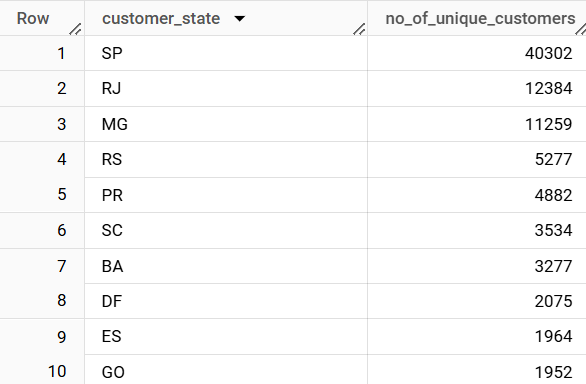 Row customer_state no_of_unique_customers
1 SP 40302
2 RJ 12384
3 MG 11259
4 RS 5277
5 PR 4882
6 SC 3534
7 BA 3277
8 DF 2075
9 ES 1964
10 GO 1952